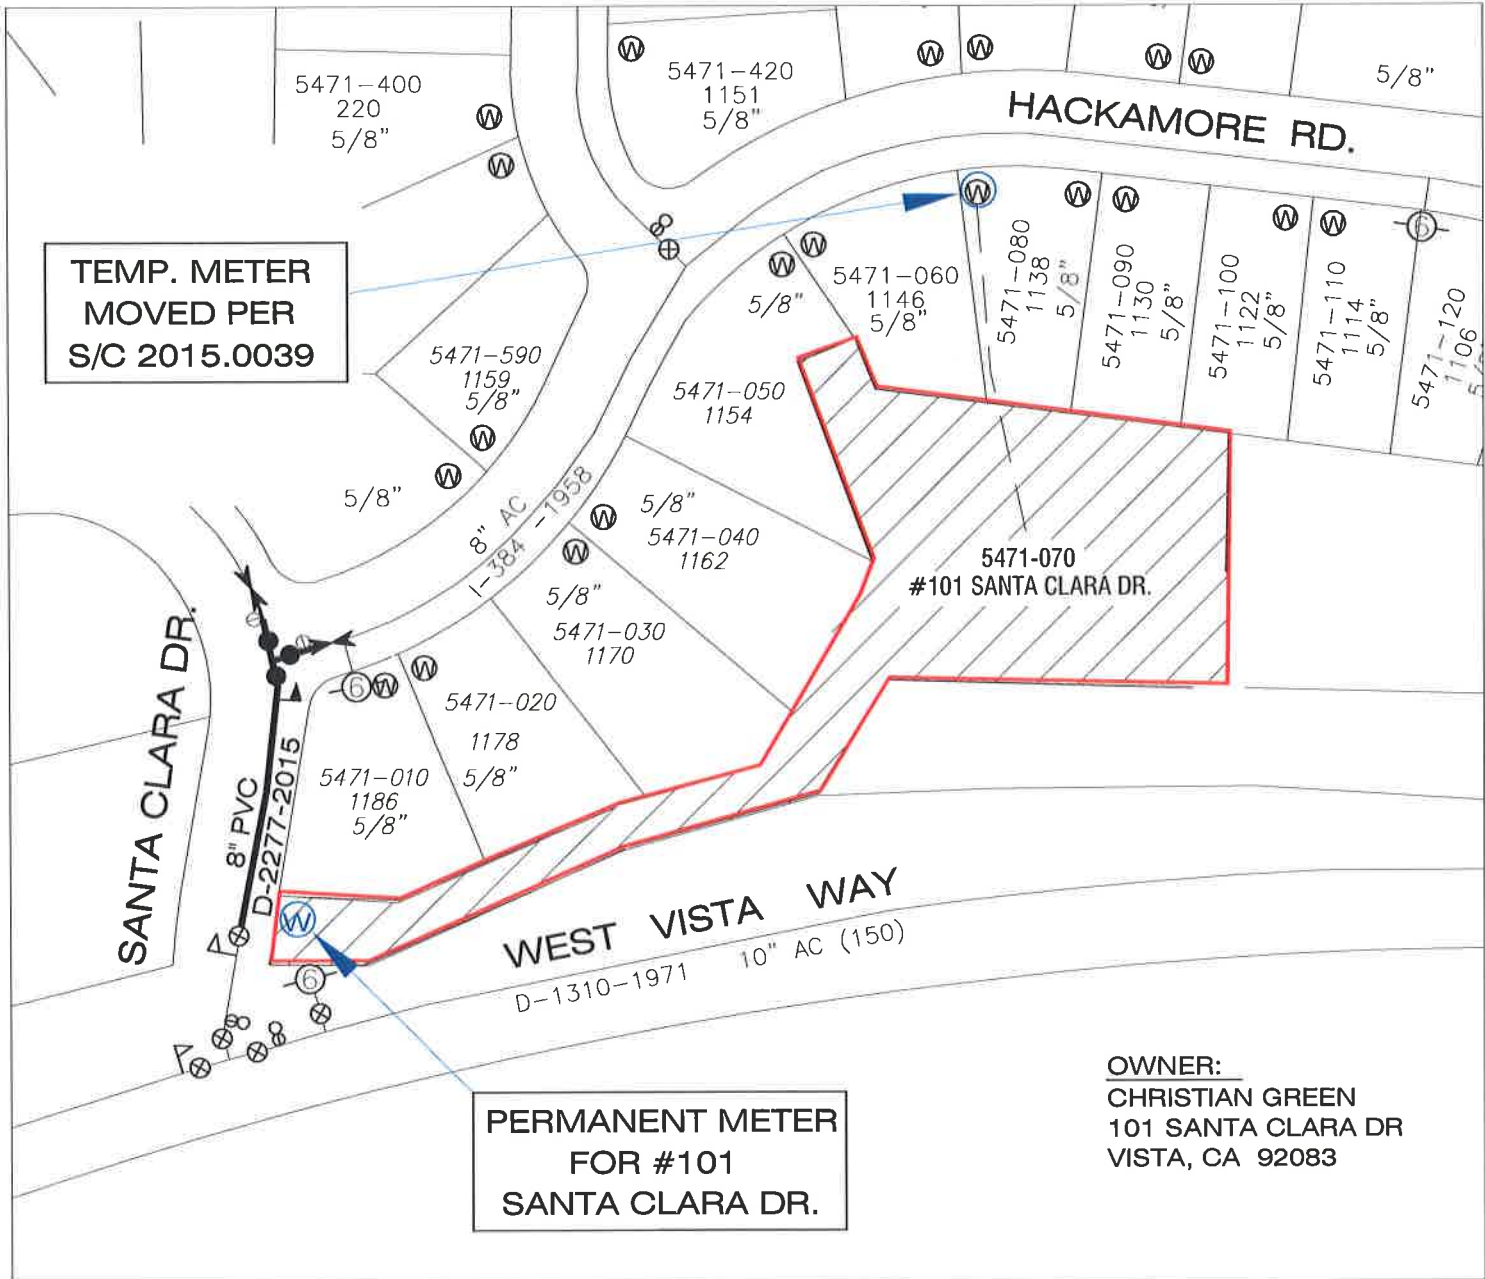 5471-400
220
5/8"
W
W
W
5471-420
1151
5/8"
W
W
W
W
5/8"
HACKAMORE RD.
TEMP. METER
MOVED PER
S/C 2015.0039
8
W
W
5/8"
5471-060
1146
5/8"
W
5471-080
1138
5/8"
W
W
5471-090
1130
5/8"
5471-100
1122
5/8"
W
W
5471-110
1114
5/8"
6
5471-120
1106
5471-590
1159
5/8"
W
W
5/8"
5471-050
1154
8" AC
I-384-1958
W
5/8"
5471-040
1162
W
5/8"
5471-030
1170
5471-070
#101 SANTA CLARA DR.
SANTA CLARA DR.
6
W
W
5471-020
1178
5/8"
5471-010
1186
5/8"
8" PVC
D-2277-2015
W
6
8
8
WEST VISTA WAY
D-1310-1971 10" AC (150)
PERMANENT METER
FOR #101
SANTA CLARA DR.
OWNER:
CHRISTIAN GREEN
101 SANTA CLARA DR
VISTA, CA 92083